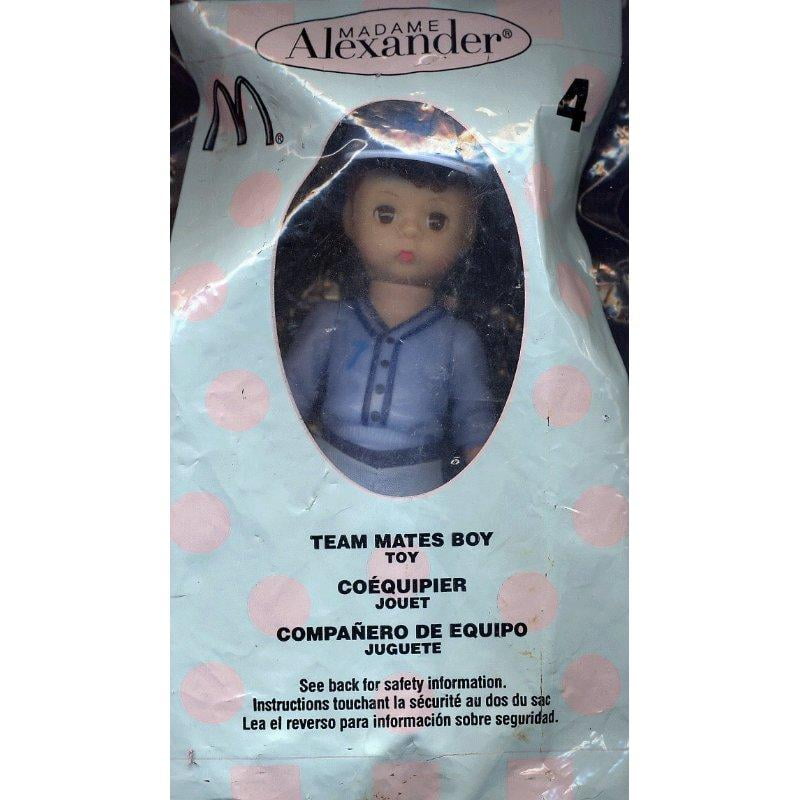 MADAME
Alexander®
M®
4
7
TEAM MATES BOY
TOY
COÉQUIPIER
JOUET
COMPAÑERO DE EQUIPO
JUGUETE
See back for safety information.
Instructions touchant la sécurité au dos du sac
Lea el reverso para información sobre seguridad.